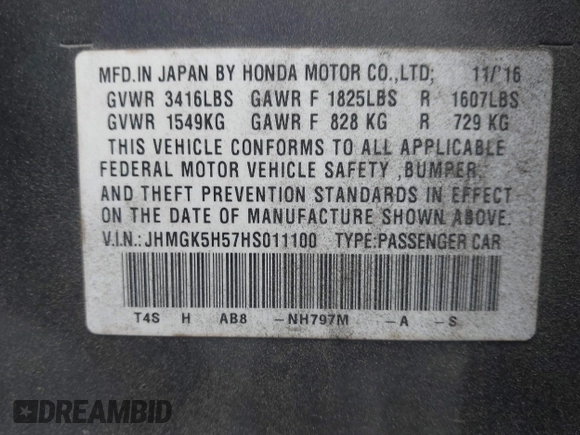 MFD.IN JAPAN BY HONDA MOTOR CO.,LTD; 11/'16
GVWR 3416LBS GAWR F 1825LBS R 1607LBS
GVWR 1549KG GAWR F 828 KG R 729 KG
THIS VEHICLE CONFORMS TO ALL APPLICABLE
FEDERAL MOTOR VEHICLE SAFETY ,BUMPER,
AND THEFT PREVENTION STANDARDS IN EFFECT
ON THE DATE OF MANUFACTURE SHOWN ABOVE.
V.I.N.:JHMGK5H57HS011100 TYPE:PASSENGER CAR
T4S H AB8 -NH797M -A -S
DREAMBID